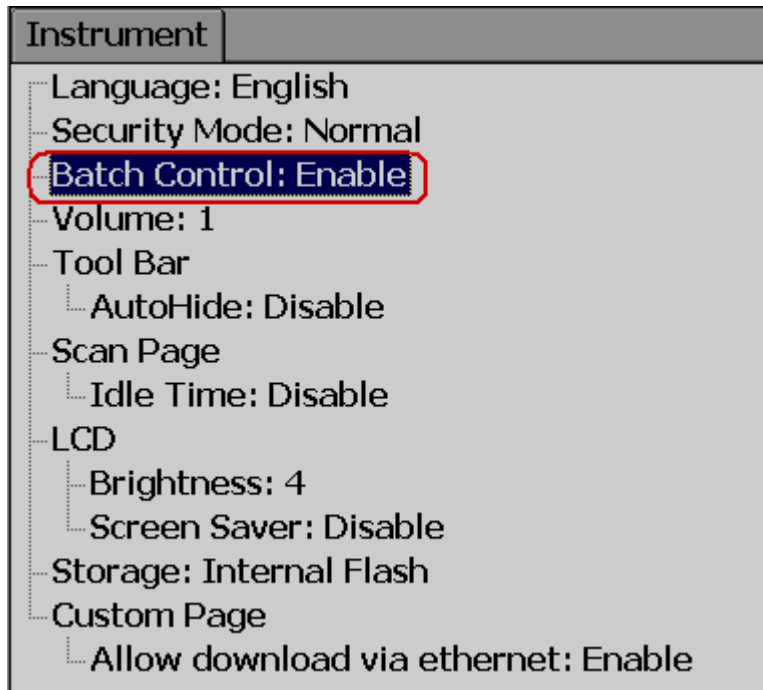 Instrument
Language: English
Security Mode: Normal
Batch Control: Enable
Volume: 1
Tool Bar
AutoHide: Disable
Scan Page
Idle Time: Disable
LCD
Brightness: 4
Screen Saver: Disable
Storage: Internal Flash
Custom Page
Allow download via ethernet: Enable